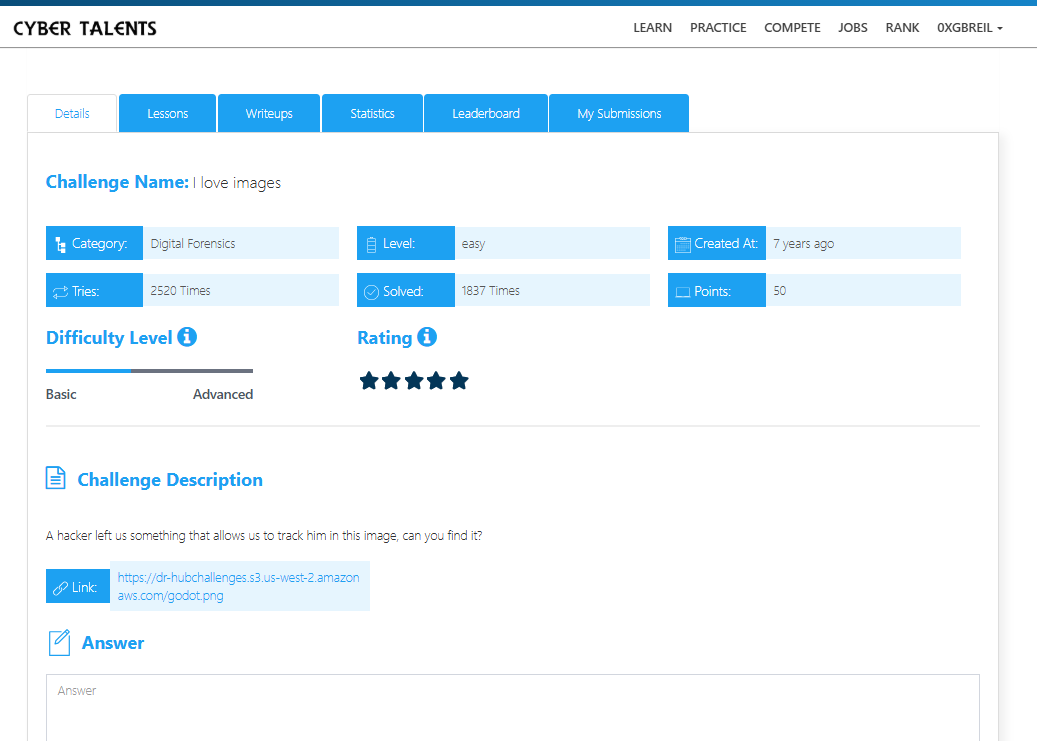 CYBER TALENTS
LEARN PRACTICE COMPETE JOBS RANK 0XGBREIL
Details Lessons Writeups Statistics Leaderboard My Submissions
Challenge Name: I love images
Category: Digital Forensics Level: easy Created At: 7 years ago
Tries: 2520 Times Solved: 1837 Times Points: 50
Difficulty Level Rating
Basic Advanced
Challenge Description
A hacker left us something that allows us to track him in this image, can you find it?
Link: https://dr-hubchallenges.s3.us-west-2.amazon
aws.com/godot.png
Answer
Answer